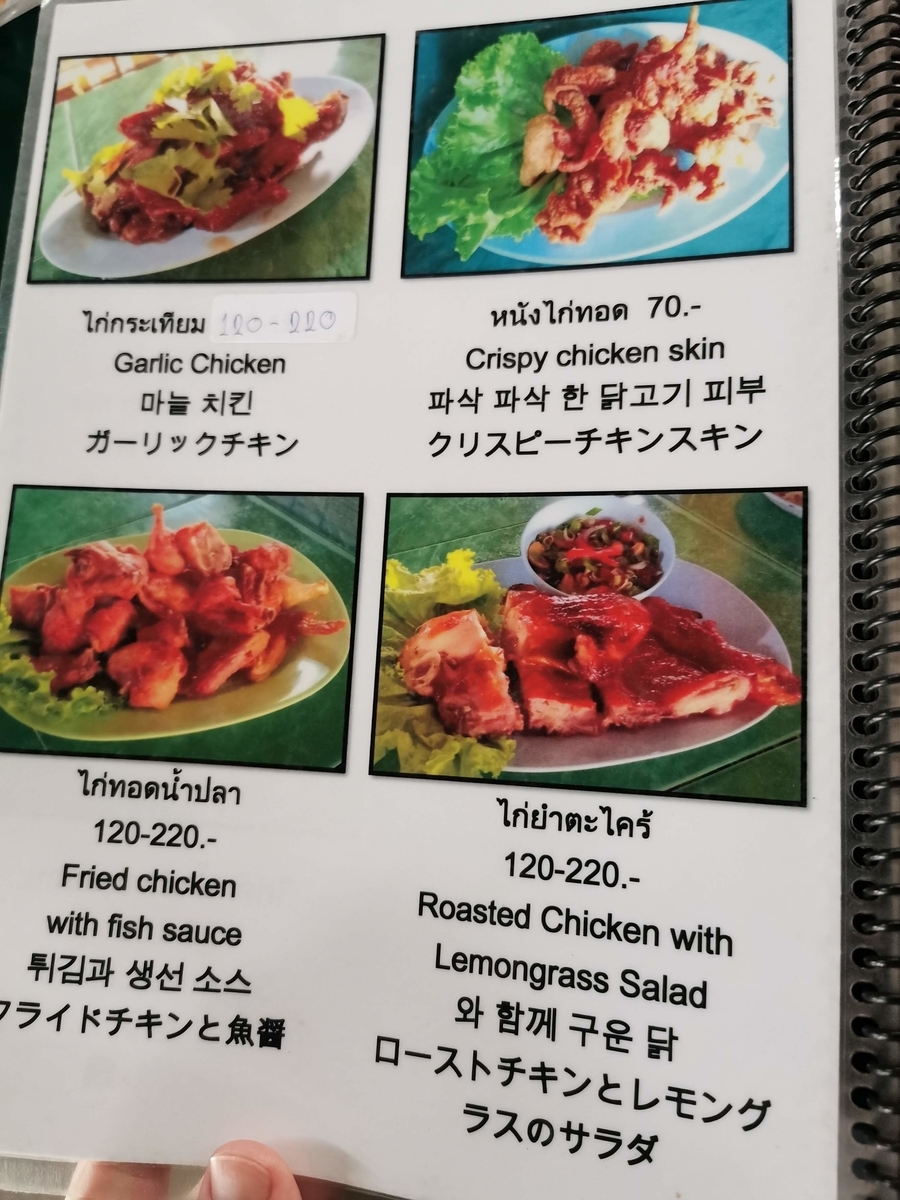 ไก่กระเทียม 120-220
Garlic Chicken
마늘 치킨
ガーリックチキン
หนังไก่ทอด 70.-
Crispy chicken skin
파삭 파삭 한 닭고기 피부
クリスピーチキンスキン
ไก่ทอดน้ำปลา
120-220.-
Fried chicken
with fish sauce
튀김과 생선 소스
フライドチキンと魚醤
ไก่ยำตะไคร้
120-220.-
Roasted Chicken with
Lemongrass Salad
와 함께 구운 닭
ローストチキンとレモング
ラスのサラダ